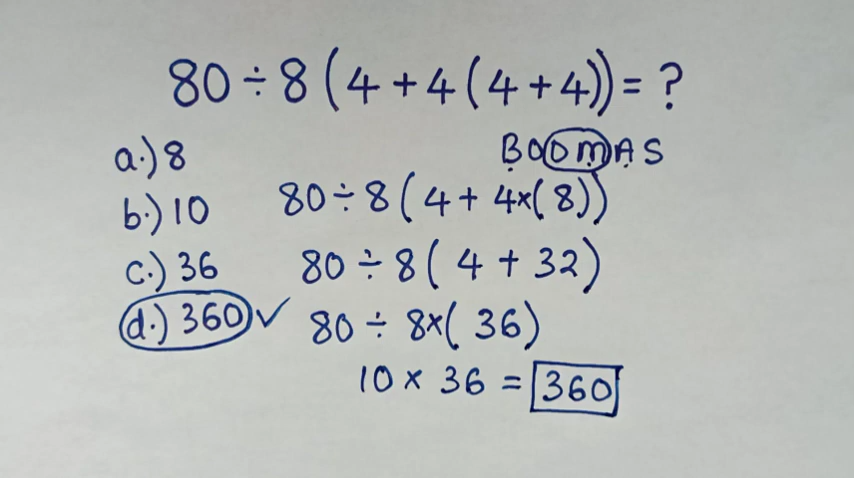 80 ÷ 8 (4 + 4 (4 + 4)) = ?
a.) 8
BODMAS
b.) 10
80 ÷ 8 (4 + 4×(8))
c.) 36
80 ÷ 8 ( 4 + 32)
d.) 360 ✓
80 ÷ 8×( 36)
10 × 36 = 360